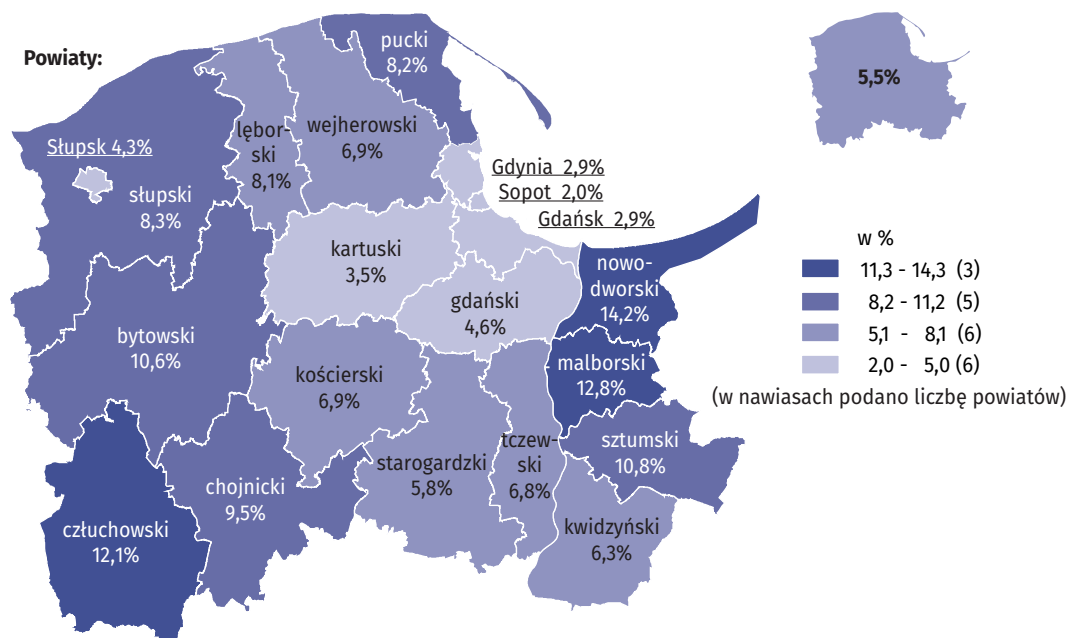 Powiaty:
pucki
8,2%
5,5%
lębor-
ski
8,1%
wejherowski
6,9%
Słupsk 4,3%
słupski
8,3%
Gdynia 2,9%
Sopot 2,0%
Gdańsk 2,9%
kartuski
3,5%
gdański
4,6%
nowo-
dworski
14,2%
w %
11,3 - 14,3 (3)
8,2 - 11,2 (5)
5,1 - 8,1 (6)
2,0 - 5,0 (6)
(w nawiasach podano liczbę powiatów)
bytowski
10,6%
kościerski
6,9%
malborski
12,8%
człuchowski
12,1%
chojnicki
9,5%
starogardzki
5,8%
tczew-
ski
6,8%
sztumski
10,8%
kwidzyński
6,3%